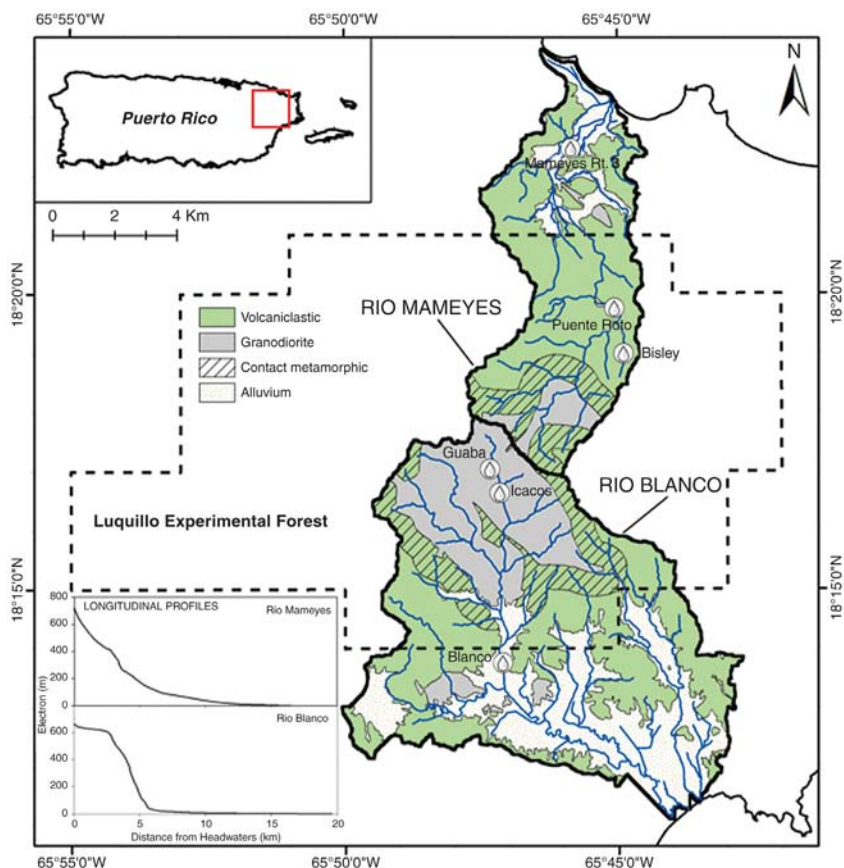 65°55'0"W
65°50'0"W
65°45'0"W
N
Puerto Rico
0 2 4 Km
Mameyes Rt. 3
18°20'0"N
18°20'0"N
RIO MAMEYES
Volcaniclastic
Granodiorite
Contact metamorphic
Alluvium
Puente Roto
Bisley
Guaba
Icacos
RIO BLANCO
Luquillo Experimental Forest
18°15'0"N
18°15'0"N
LONGITUDINAL PROFILES
Rio Mameyes
800
600
400
200
0
Electron (m)
Rio Blanco
600
400
200
0
0 5 10 15 20
Distance from Headwaters (km)
Blanco
65°55'0"W
65°50'0"W
65°45'0"W